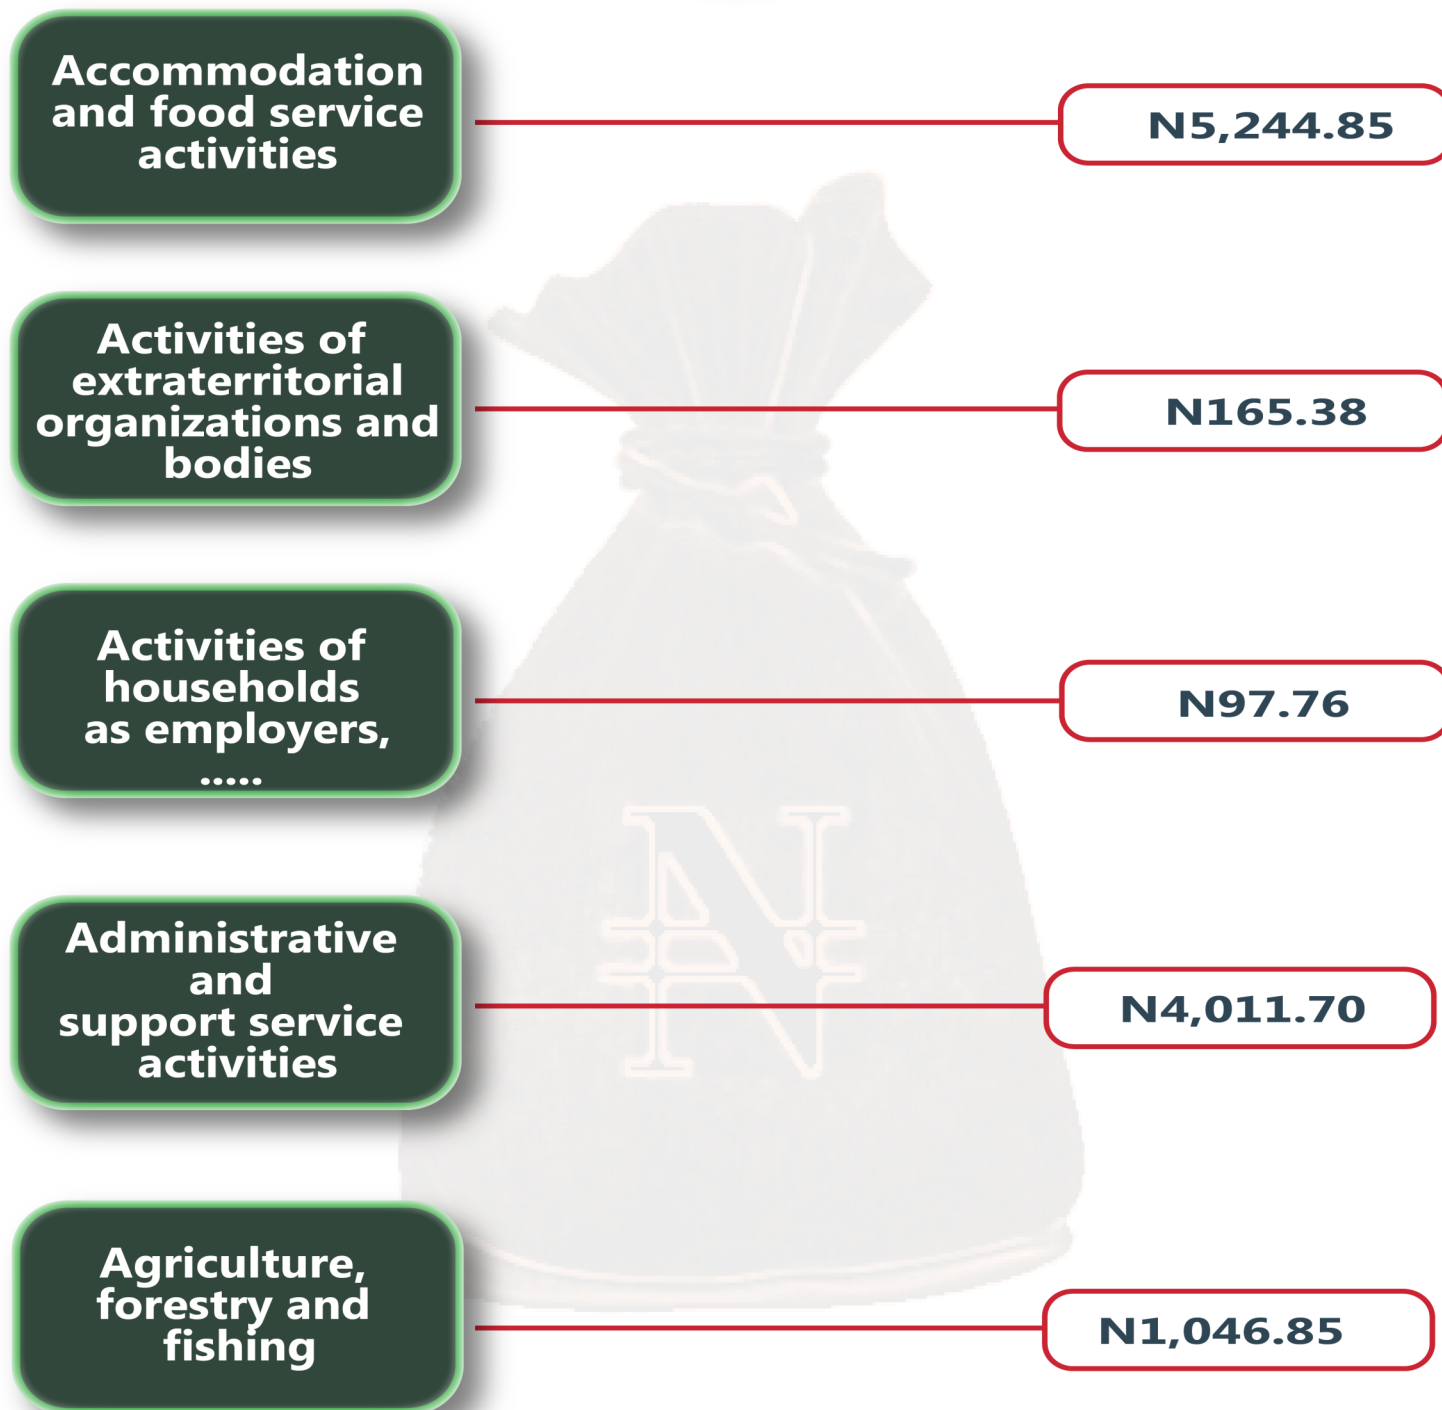 Accommodation
and food service
activities
N5,244.85
Activities of
extraterritorial
organizations and
bodies
N165.38
Activities of
households
as employers,
.....
N97.76
Administrative
and
support service
activities
N4,011.70
Agriculture,
forestry and
fishing
N1,046.85
₦